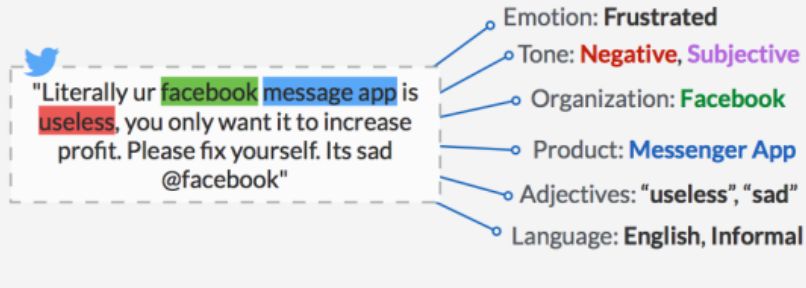 "Literally ur facebook message app is
useless, you only want it to increase
profit. Please fix yourself. Its sad
@facebook"
Emotion: Frustrated
Tone: Negative, Subjective
Organization: Facebook
Product: Messenger App
Adjectives: “useless”, “sad”
Language: English, Informal